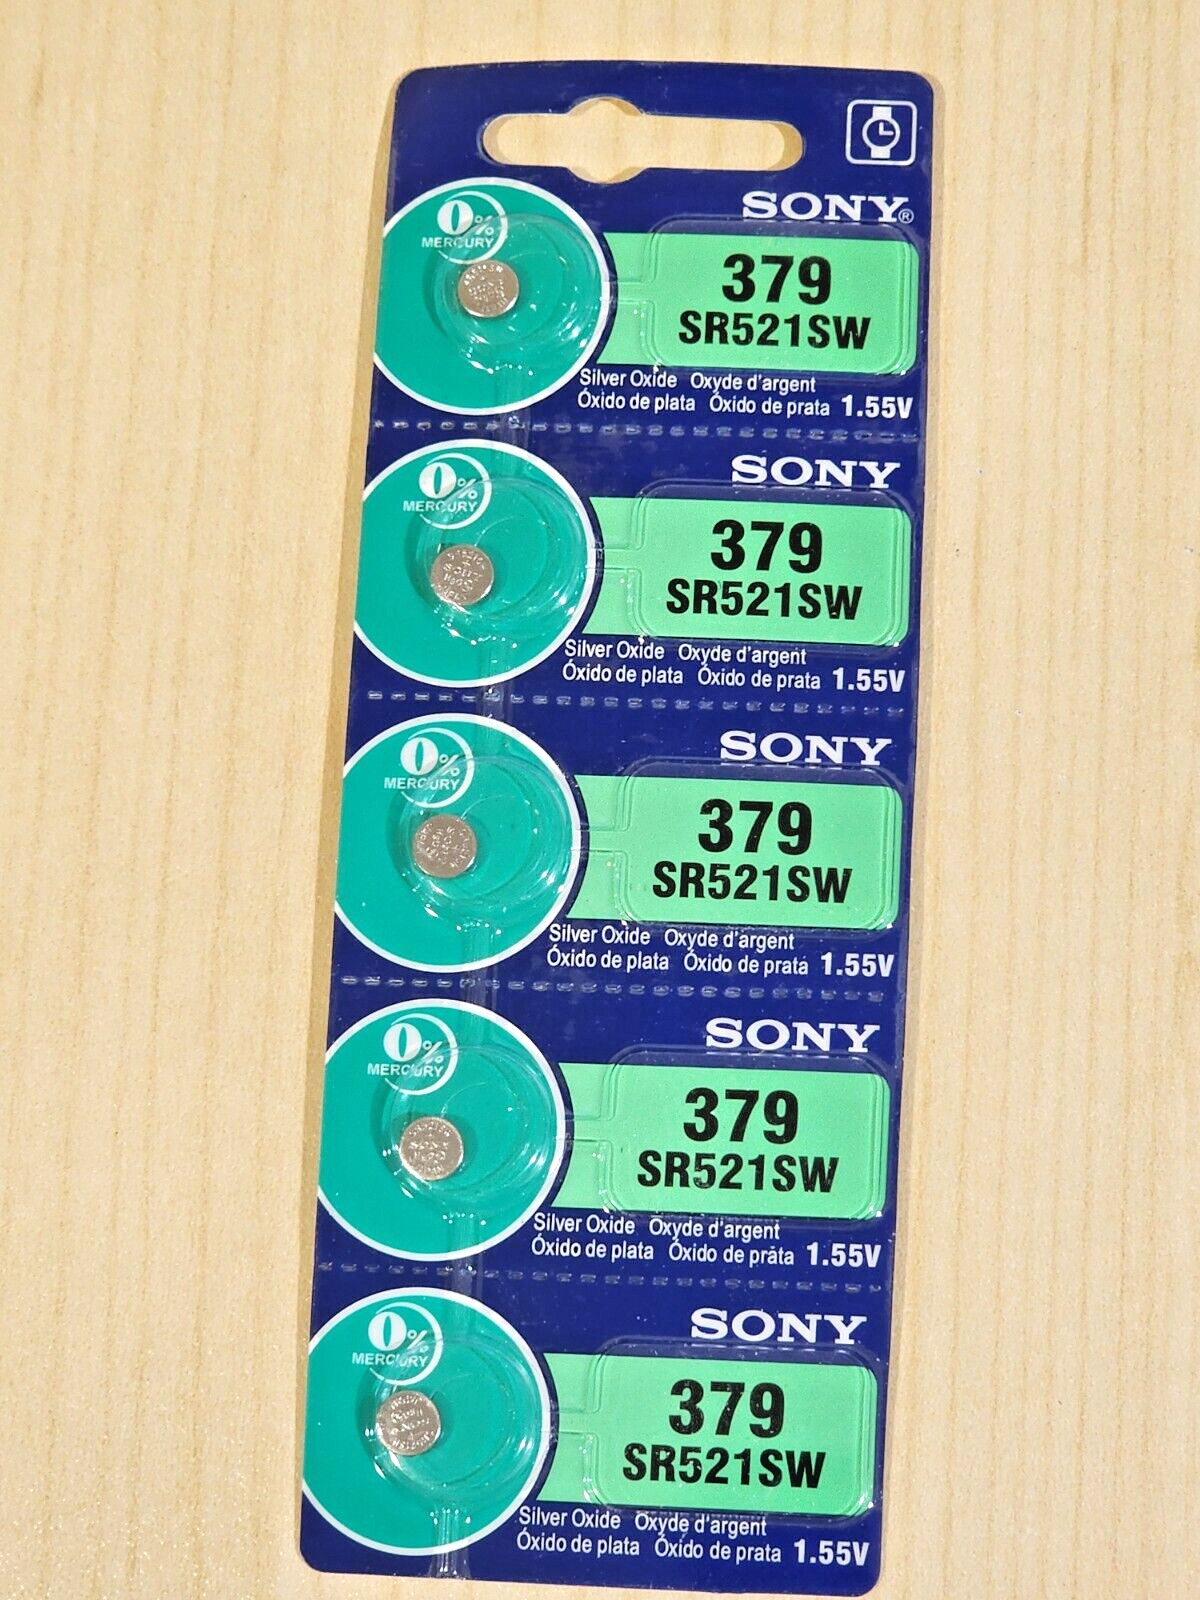 SONY®
0%
MERCURY
379
SR521SW
Silver Oxide Oxyde d'argent
Óxido de plata Óxido de prata 1.55V
SONY
0%
MERCURY
379
SR521SW
Silver Oxide Oxyde d'argent
Óxido de plata Óxido de prata 1.55V
SONY
0%
MERCURY
379
SR521SW
Silver Oxide Oxyde d'argent
Óxido de plata Óxido de prata 1.55V
SONY
0%
MERCURY
379
SR521SW
Silver Oxide Oxyde d'argent
Óxido de plata Óxido de prata 1.55V
SONY
0%
MERCURY
379
SR521SW
Silver Oxide Oxyde d'argent
Óxido de plata Óxido de prata 1.55V